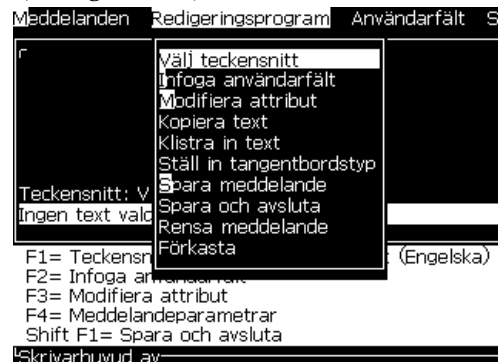 Meddelanden Redigeringsprogram Användarfält S
Välj teckensnitt
Infoga användarfält
Modifiera attribut
Kopiera text
Klistra in text
Ställ in tangentbordstyp
Spara meddelande
Spara och avsluta
Rensa meddelande
Förkasta
Teckensnitt: V
Ingen text vald
F1= Teckensn (Engelska)
F2= Infoga användarfält
F3= Modifiera attribut
F4= Meddelandeparametrar
Shift F1= Spara och avsluta
Skrivarhuvud av